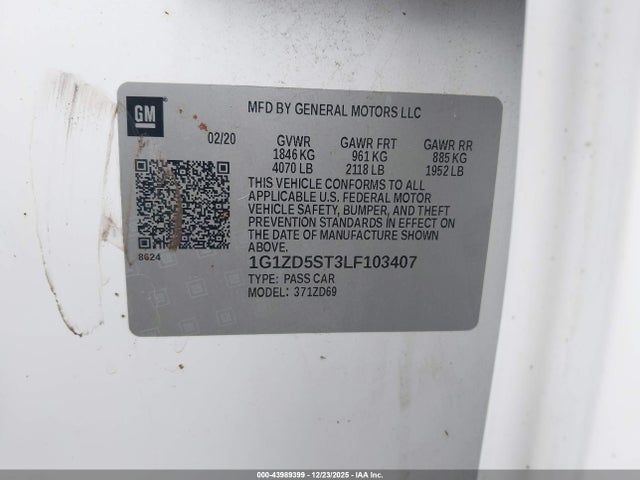 GM
MFD BY GENERAL MOTORS LLC
02/20 GVWR GAWR FRT GAWR RR
1846 KG 961 KG 885 KG
4070 LB 2118 LB 1952 LB
THIS VEHICLE CONFORMS TO ALL
APPLICABLE U.S. FEDERAL MOTOR
VEHICLE SAFETY, BUMPER, AND THEFT
PREVENTION STANDARDS IN EFFECT ON
THE DATE OF MANUFACTURE SHOWN
ABOVE.
8624
1G1ZD5ST3LF103407
TYPE: PASS CAR
MODEL: 371ZD69
00-43989399 - 12/23/2025 - IAAI.COM